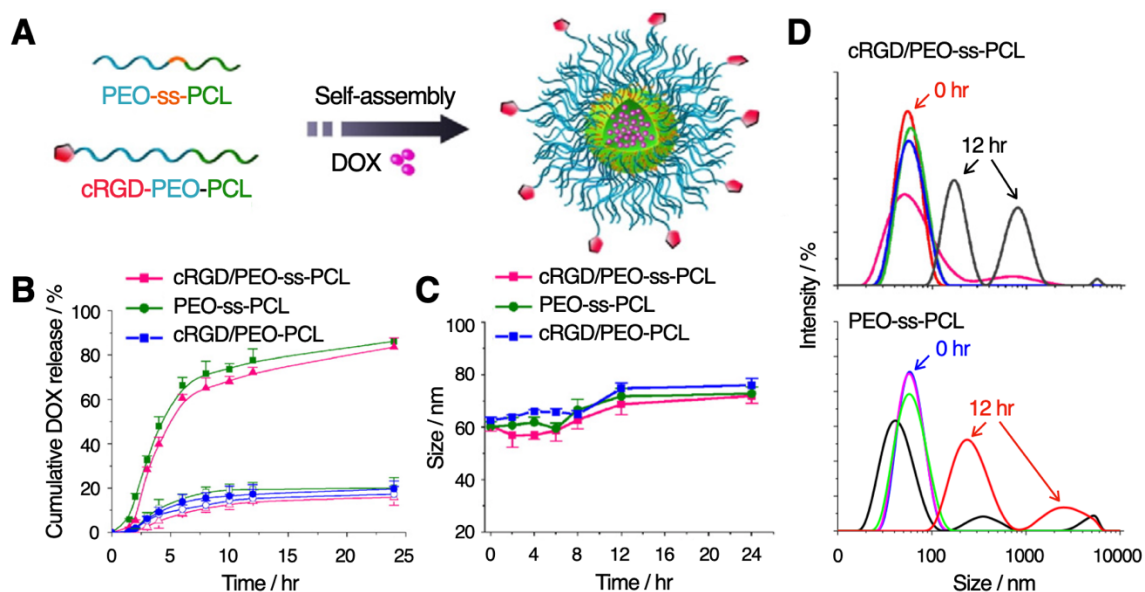 A
PEO-ss-PCL
cRGD-PEO-PCL
Self-assembly
DOX
B
cRGD/PEO-ss-PCL
PEO-ss-PCL
cRGD/PEO-PCL
Cumulative DOX release / %
80
60
40
20
0
0
5
10
15
20
25
Time / hr
C
cRGD/PEO-ss-PCL
PEO-ss-PCL
cRGD/PEO-PCL
Size / nm
100
80
60
40
20
0
4
8
12
16
20
24
Time / hr
D
cRGD/PEO-ss-PCL
0 hr
12 hr
Intensity / %
PEO-ss-PCL
0 hr
12 hr
0
100
1000
10000
Size / nm